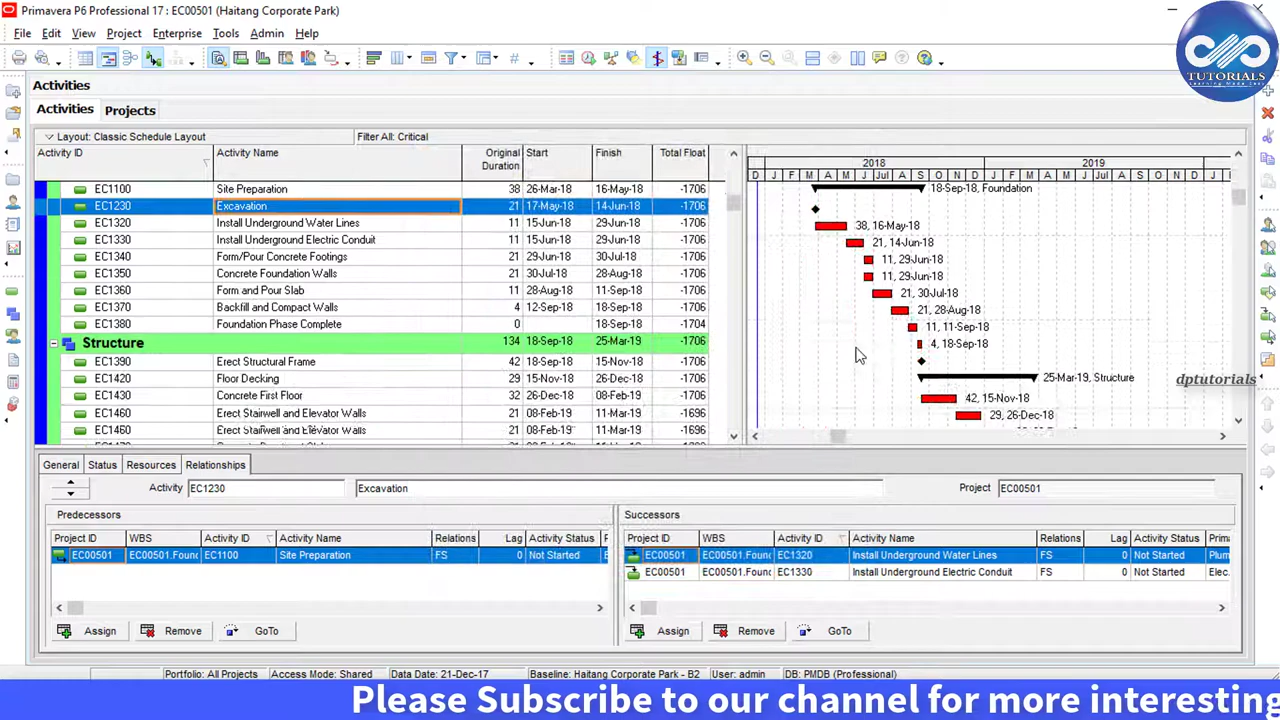 Primavera P6 Professional 17 : EC00501 (Haitang Corporate Park)
File Edit View Project Enterprise Tools Admin Help
TUTORIALS
Learning Made Easy
Activities
Activities Projects
Layout: Classic Schedule Layout Filter All: Critical
Activity ID Activity Name Original Duration Start Finish Total Float
2018 2019
D J F M A M J Jul A S O N D J F M A M J Jul A S O N D J F
EC1100 Site Preparation 38 26-Mar-18 16-May-18 -1706
18-Sep-18, Foundation
EC1230 Excavation 21 17-May-18 14-Jun-18 -1706
EC1320 Install Underground Water Lines 11 15-Jun-18 29-Jun-18 -1706
38, 16-May-18
EC1330 Install Underground Electric Conduit 11 15-Jun-18 29-Jun-18 -1706
21, 14-Jun-18
EC1340 Form/Pour Concrete Footings 21 29-Jun-18 30-Jul-18 -1706
11, 29-Jun-18
EC1350 Concrete Foundation Walls 21 30-Jul-18 28-Aug-18 -1706
11, 29-Jun-18
EC1360 Form and Pour Slab 11 28-Aug-18 11-Sep-18 -1706
21, 30-Jul-18
EC1370 Backfill and Compact Walls 4 12-Sep-18 18-Sep-18 -1706
21, 28-Aug-18
EC1380 Foundation Phase Complete 0 18-Sep-18 -1704
11, 11-Sep-18
Structure 134 18-Sep-18 25-Mar-19 -1706
4, 18-Sep-18
EC1390 Erect Structural Frame 42 18-Sep-18 15-Nov-18 -1706
EC1420 Floor Decking 29 15-Nov-18 26-Dec-18 -1706
25-Mar-19, Structure
dptutorials
EC1430 Concrete First Floor 32 26-Dec-18 08-Feb-19 -1706
42, 15-Nov-18
EC1460 Erect Stairwell and Elevator Walls 21 08-Feb-19 11-Mar-19 -1698
29, 26-Dec-18
EC1460 Erect Stairwell and Elevator Walls 21 08-Feb-19 11-Mar-19 -1696
General Status Resources Relationships
Activity EC1230 Excavation Project EC00501
Predecessors Successors
Project ID WBS Activity ID Activity Name Relations Lag Activity Status
EC00501 EC00501.Found EC1100 Site Preparation FS 0 Not Started
Project ID WBS Activity ID Activity Name Relations Lag Activity Status Prim
EC00501 EC00501.Found EC1320 Install Underground Water Lines FS 0 Not Started Plum
EC00501 EC00501.Found EC1330 Install Underground Electric Conduit FS 0 Not Started Elec.
Assign Remove GoTo Assign Remove GoTo
Portfolio: All Projects Access Mode: Shared Data Date: 21-Dec-17 Baseline: Haitang Corporate Park - B2 User: admin DB: PMDB (Professional)
Please Subscribe to our channel for more interesting